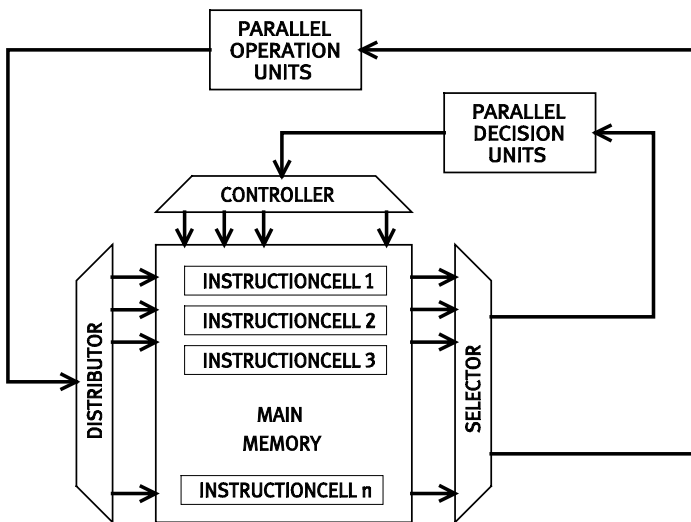 PARALLEL
OPERATION
UNITS
PARALLEL
DECISION
UNITS
CONTROLLER
DISTRIBUTOR
INSTRUCTIONCELL 1
INSTRUCTIONCELL 2
INSTRUCTIONCELL 3
MAIN
MEMORY
INSTRUCTIONCELL n
SELECTOR